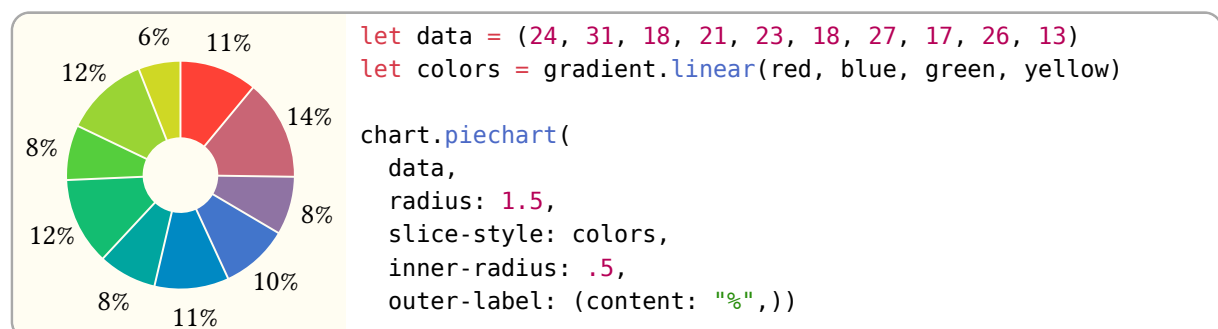 6%
11%
12%
14%
8%
8%
12%
10%
8%
11%
let data = (24, 31, 18, 21, 23, 18, 27, 17, 26, 13)
let colors = gradient.linear(red, blue, green, yellow)
chart.piechart(
  data,
  radius: 1.5,
  slice-style: colors,
  inner-radius: .5,
  outer-label: (content: "%",))